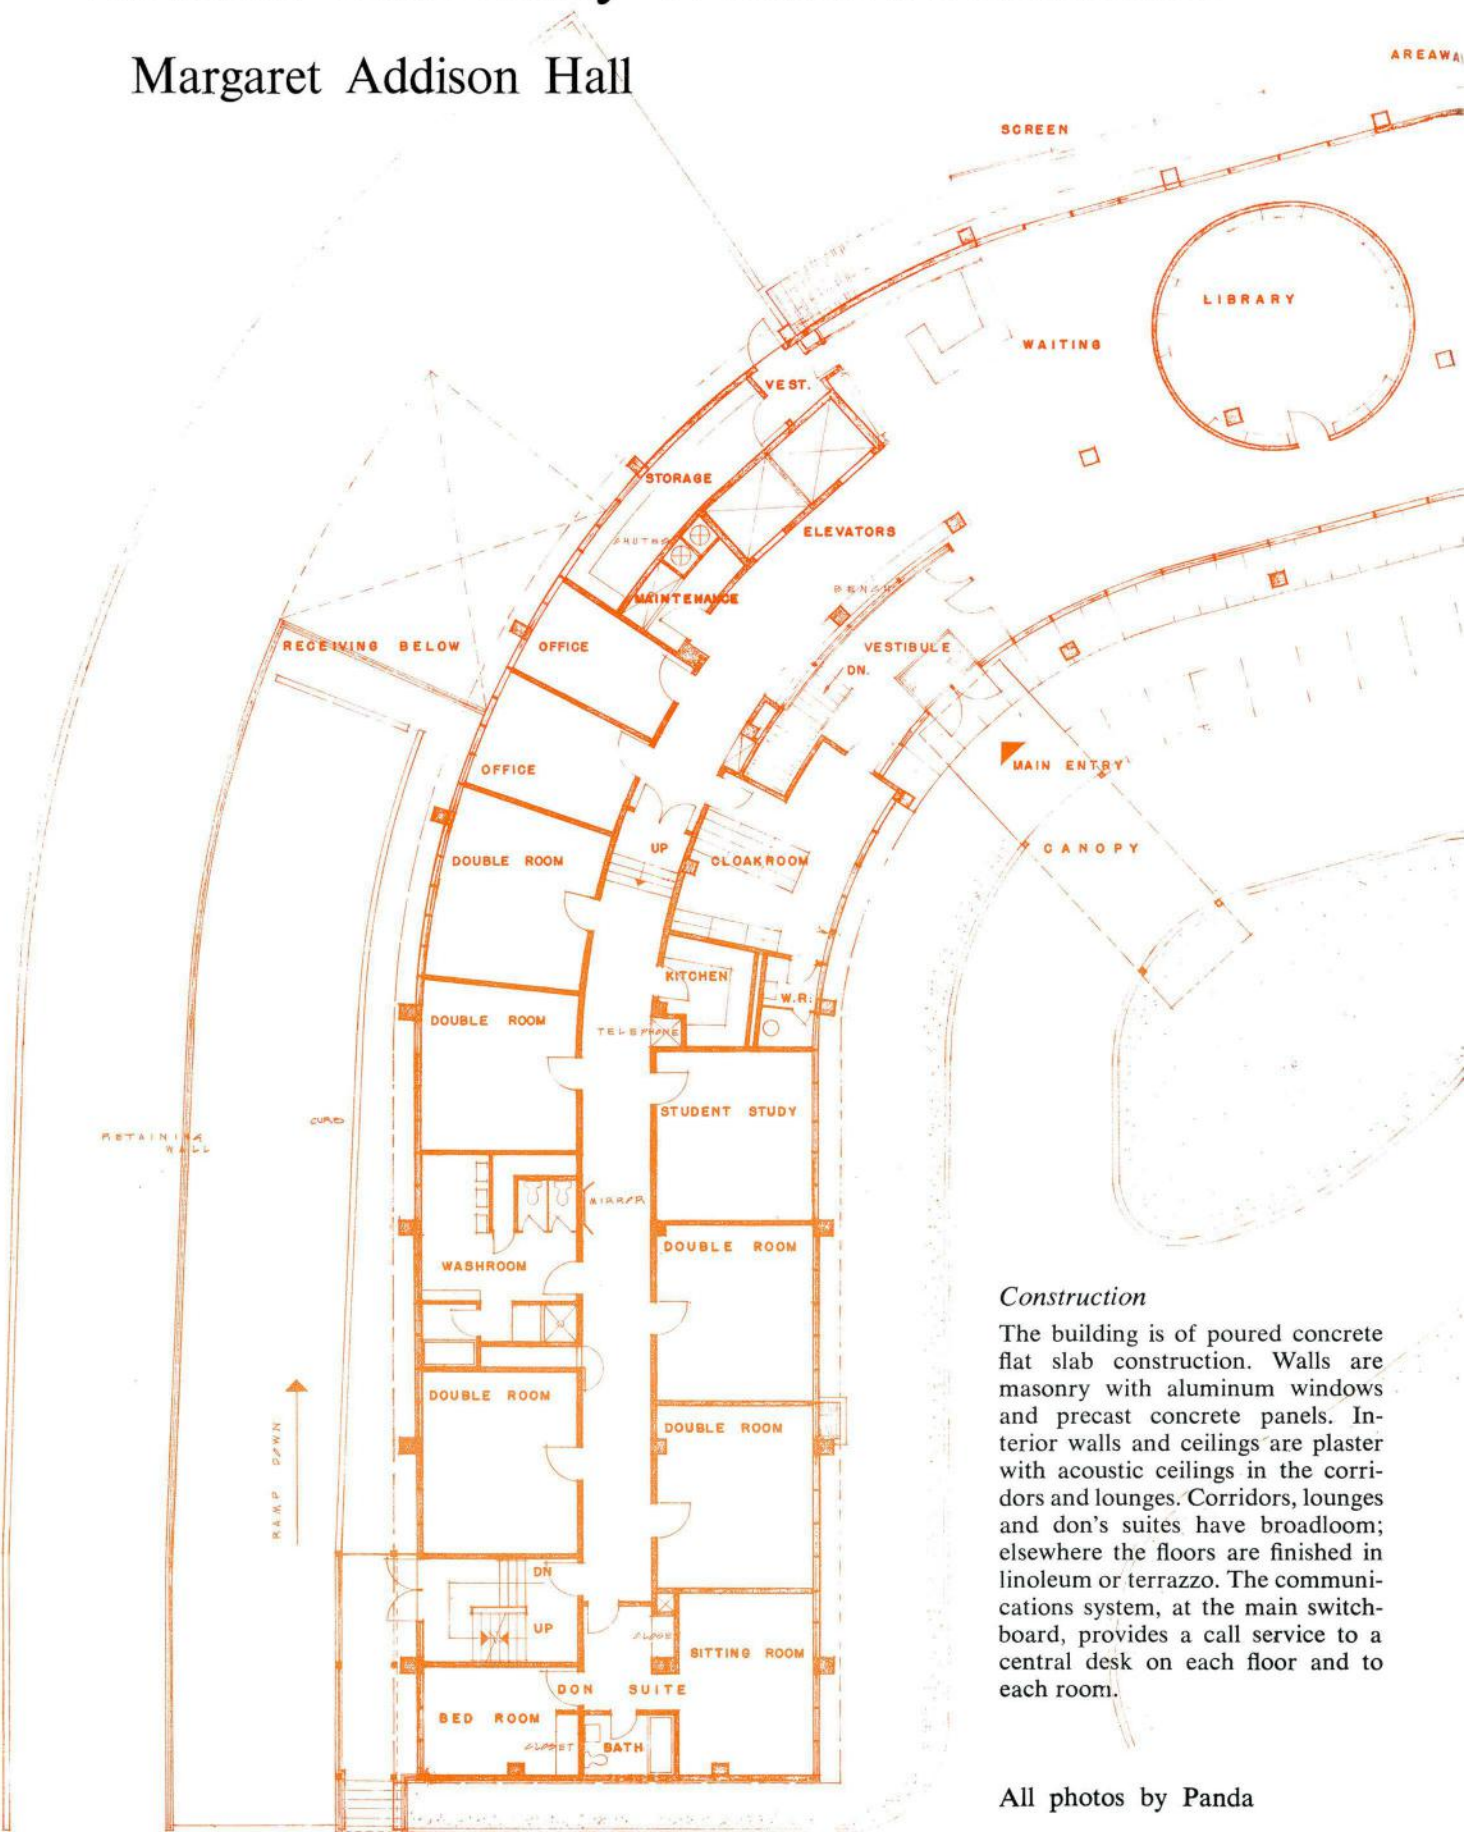 Margaret Addison Hall
AREAWA
SCREEN
LIBRARY
WAITING
VEST.
STORAGE
ELEVATORS
MAINTENANCE
RECEIVING BELOW
OFFICE
VESTIBULE
DN.
OFFICE
MAIN ENTRY
CANOPY
DOUBLE ROOM
UP
CLOAKROOM
KITCHEN
W.R.
DOUBLE ROOM
TELEPHONE
STUDENT STUDY
CURB
RETAINING
WALL
MIRROR
DOUBLE ROOM
WASHROOM
DOUBLE ROOM
DOUBLE ROOM
RAMP DOWN
DN
UP
SITTING ROOM
DON SUITE
BED ROOM
CLOSET
BATH
Construction
The building is of poured concrete
flat slab construction. Walls are
masonry with aluminum windows
and precast concrete panels. In-
terior walls and ceilings are plaster
with acoustic ceilings in the corri-
dors and lounges. Corridors, lounges
and don's suites have broadloom;
elsewhere the floors are finished in
linoleum or terrazzo. The communi-
cations system, at the main switch-
board, provides a call service to a
central desk on each floor and to
each room.
All photos by Panda